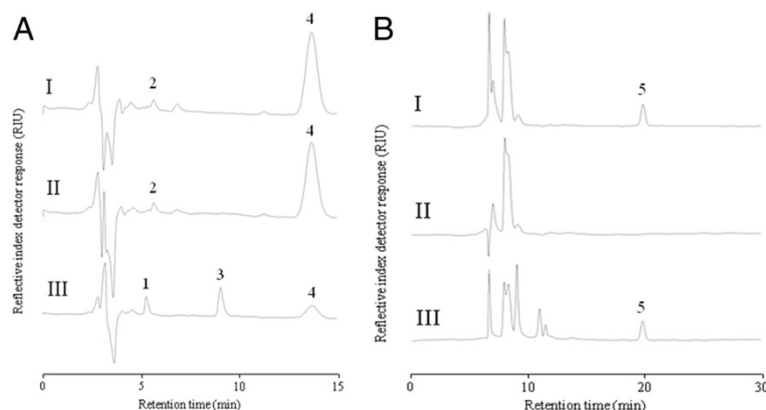 A
B
4
I
2
4
II
2
III
1
3
4
0
5
10
15
Retention time (min)
Reflective index detector response (RIU)
I
5
II
III
5
0
10
20
30
Retention time (min)
Reflective index detector response (RIU)